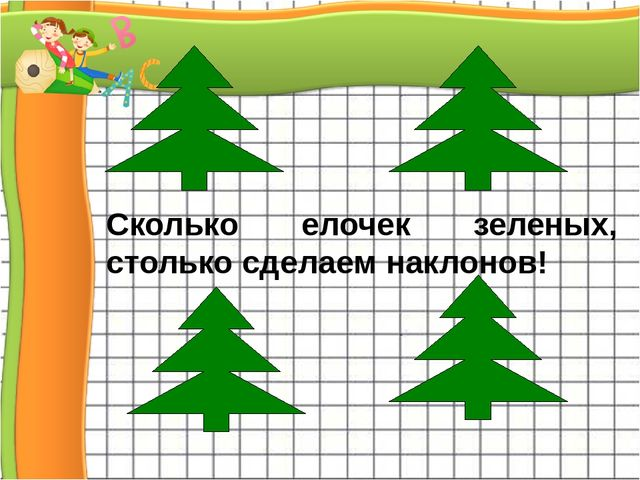 В
А С
Сколько елочек зеленых,
столько сделаем наклонов!